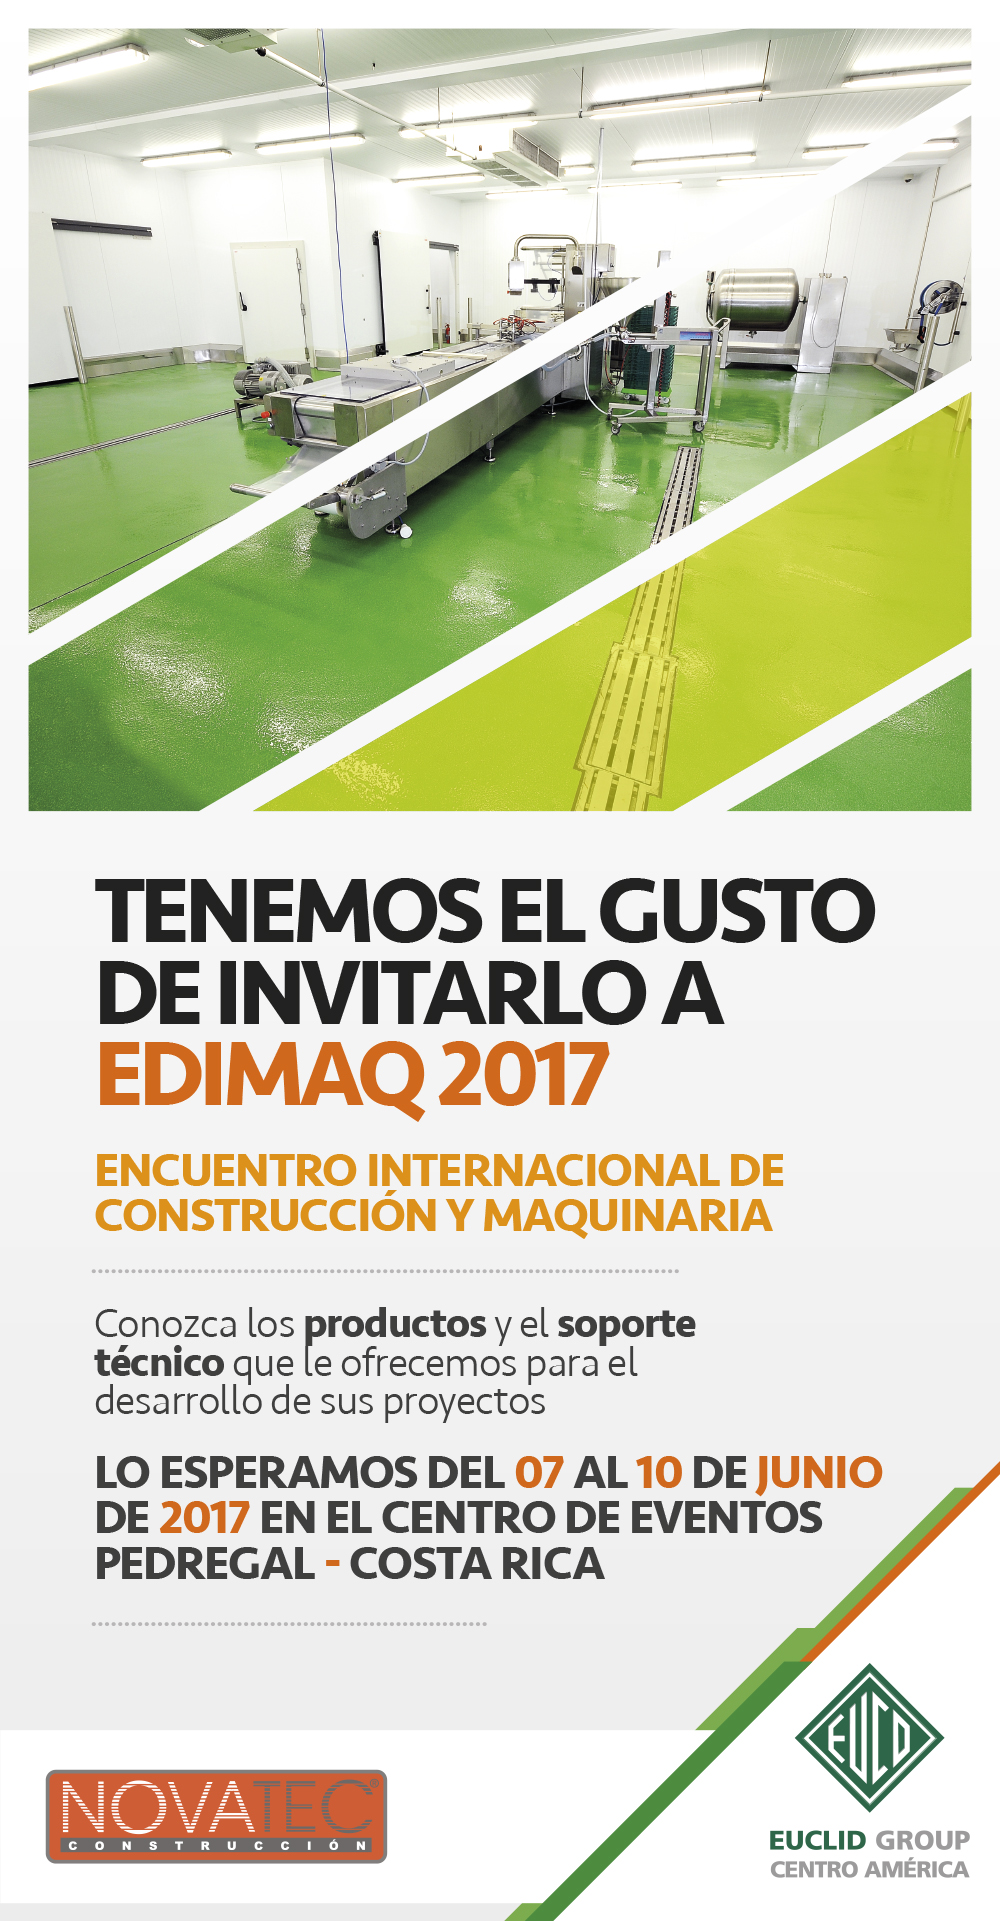 TENEMOS EL GUSTO
DE INVITARLO A
EDIMAQ 2017
ENCUENTRO INTERNACIONAL DE
CONSTRUCCIÓN Y MAQUINARIA
Conozca los productos y el soporte
técnico que le ofrecemos para el
desarrollo de sus proyectos
LO ESPERAMOS DEL 07 AL 10 DE JUNIO
DE 2017 EN EL CENTRO DE EVENTOS
PEDREGAL - COSTA RICA
NOVATEC®
CONSTRUCCIÓN
EUCO
EUCLID GROUP
CENTRO AMÉRICA